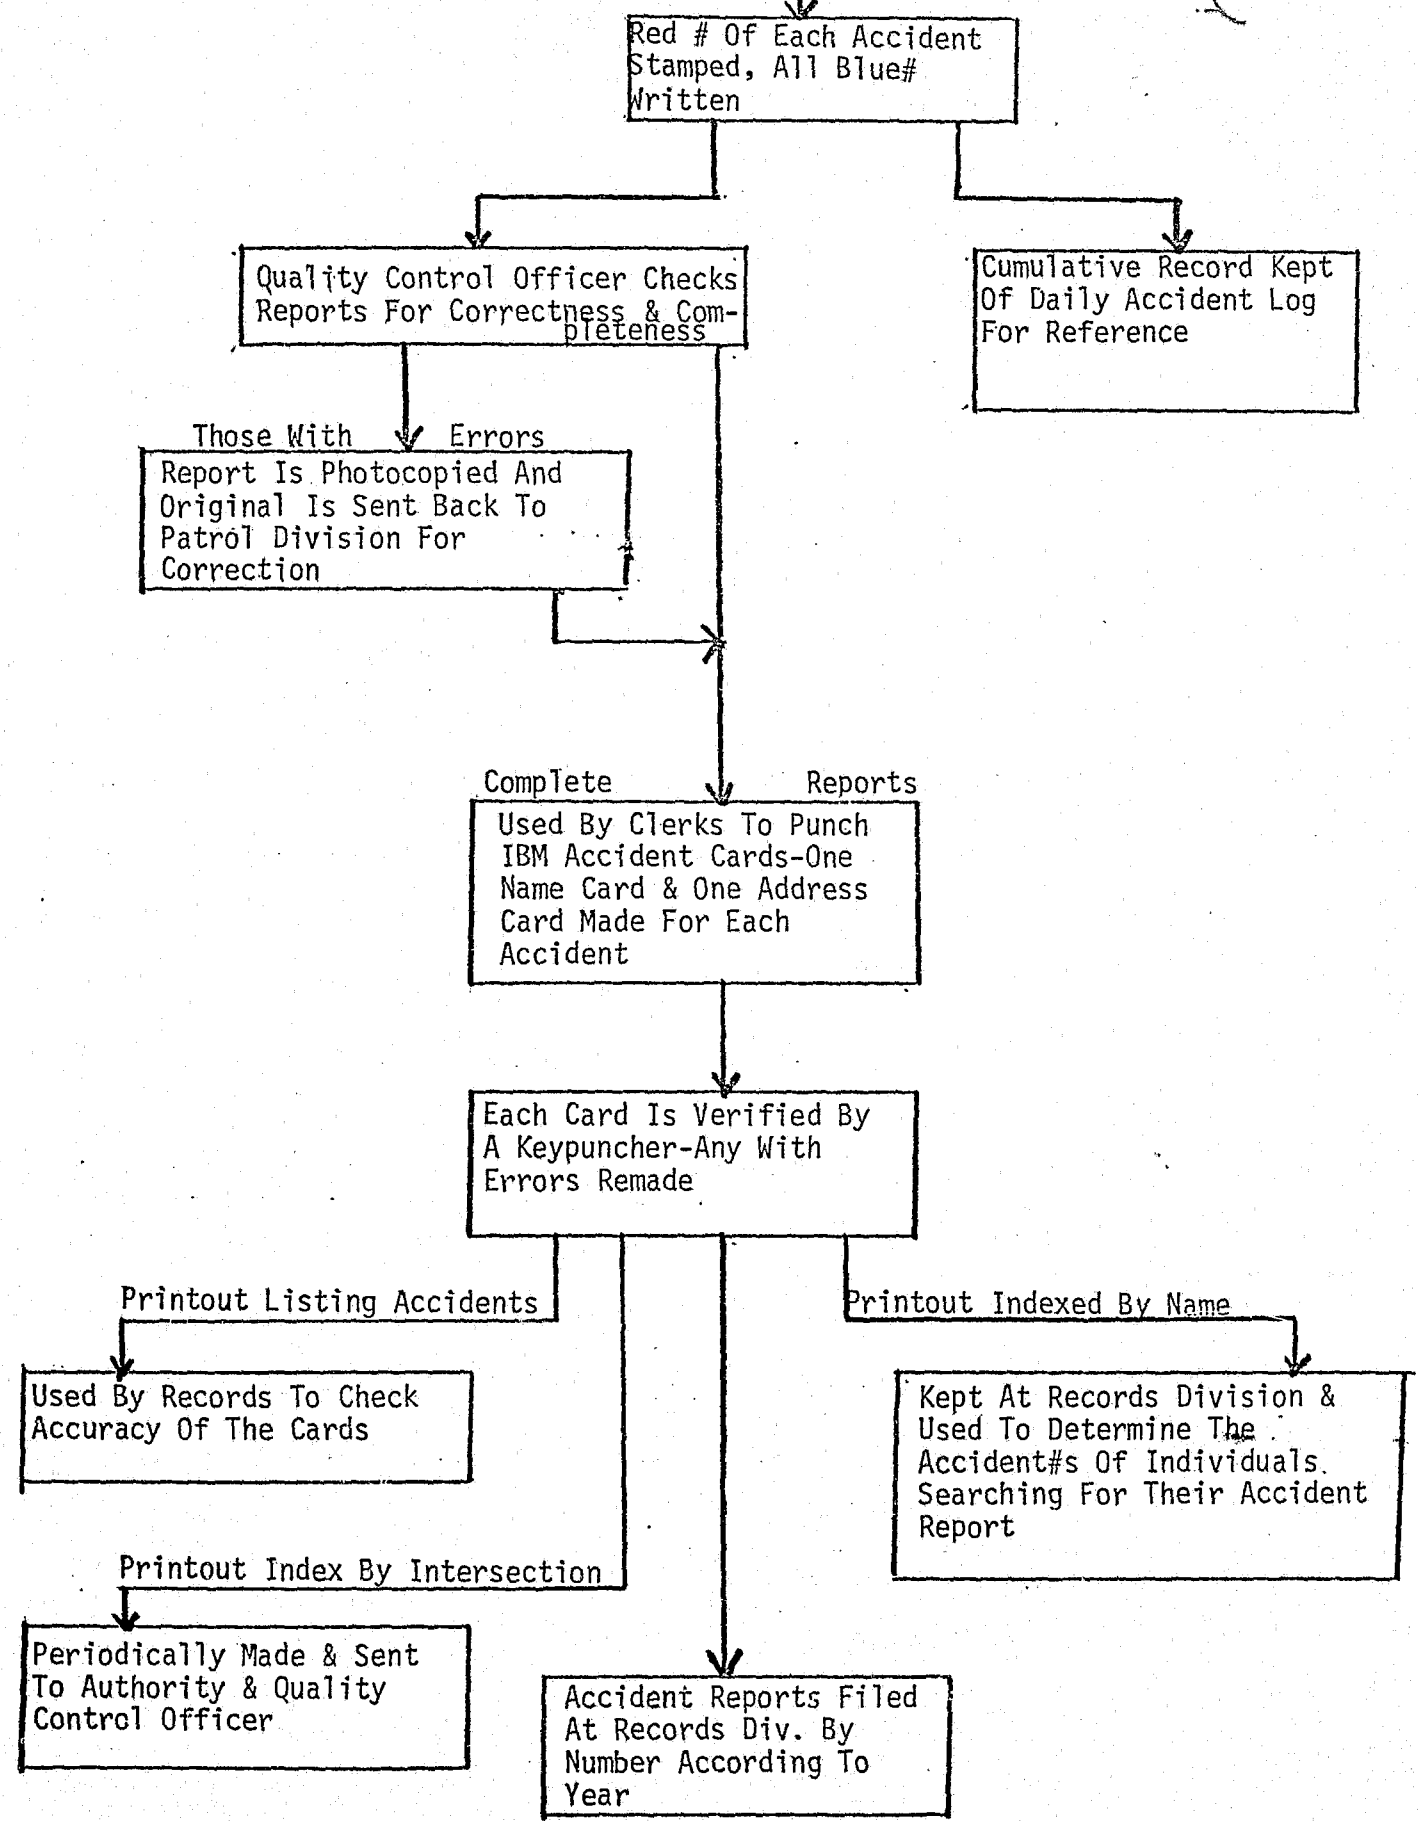 Red # Of Each Accident
Stamped, All Blue#
Written
Quality Control Officer Checks
Reports For Correctness & Com-
pleteness
Cumulative Record Kept
Of Daily Accident Log
For Reference
Those With Errors
Report Is Photocopied And
Original Is Sent Back To
Patrol Division For
Correction
Complete Reports
Used By Clerks To Punch
IBM Accident Cards-One
Name Card & One Address
Card Made For Each
Accident
Each Card Is Verified By
A Keypuncher-Any With
Errors Remade
Printout Listing Accidents
Printout Indexed By Name
Used By Records To Check
Accuracy Of The Cards
Kept At Records Division &
Used To Determine The
Accident#s Of Individuals
Searching For Their Accident
Report
Printout Index By Intersection
Periodically Made & Sent
To Authority & Quality
Control Officer
Accident Reports Filed
At Records Div. By
Number According To
Year